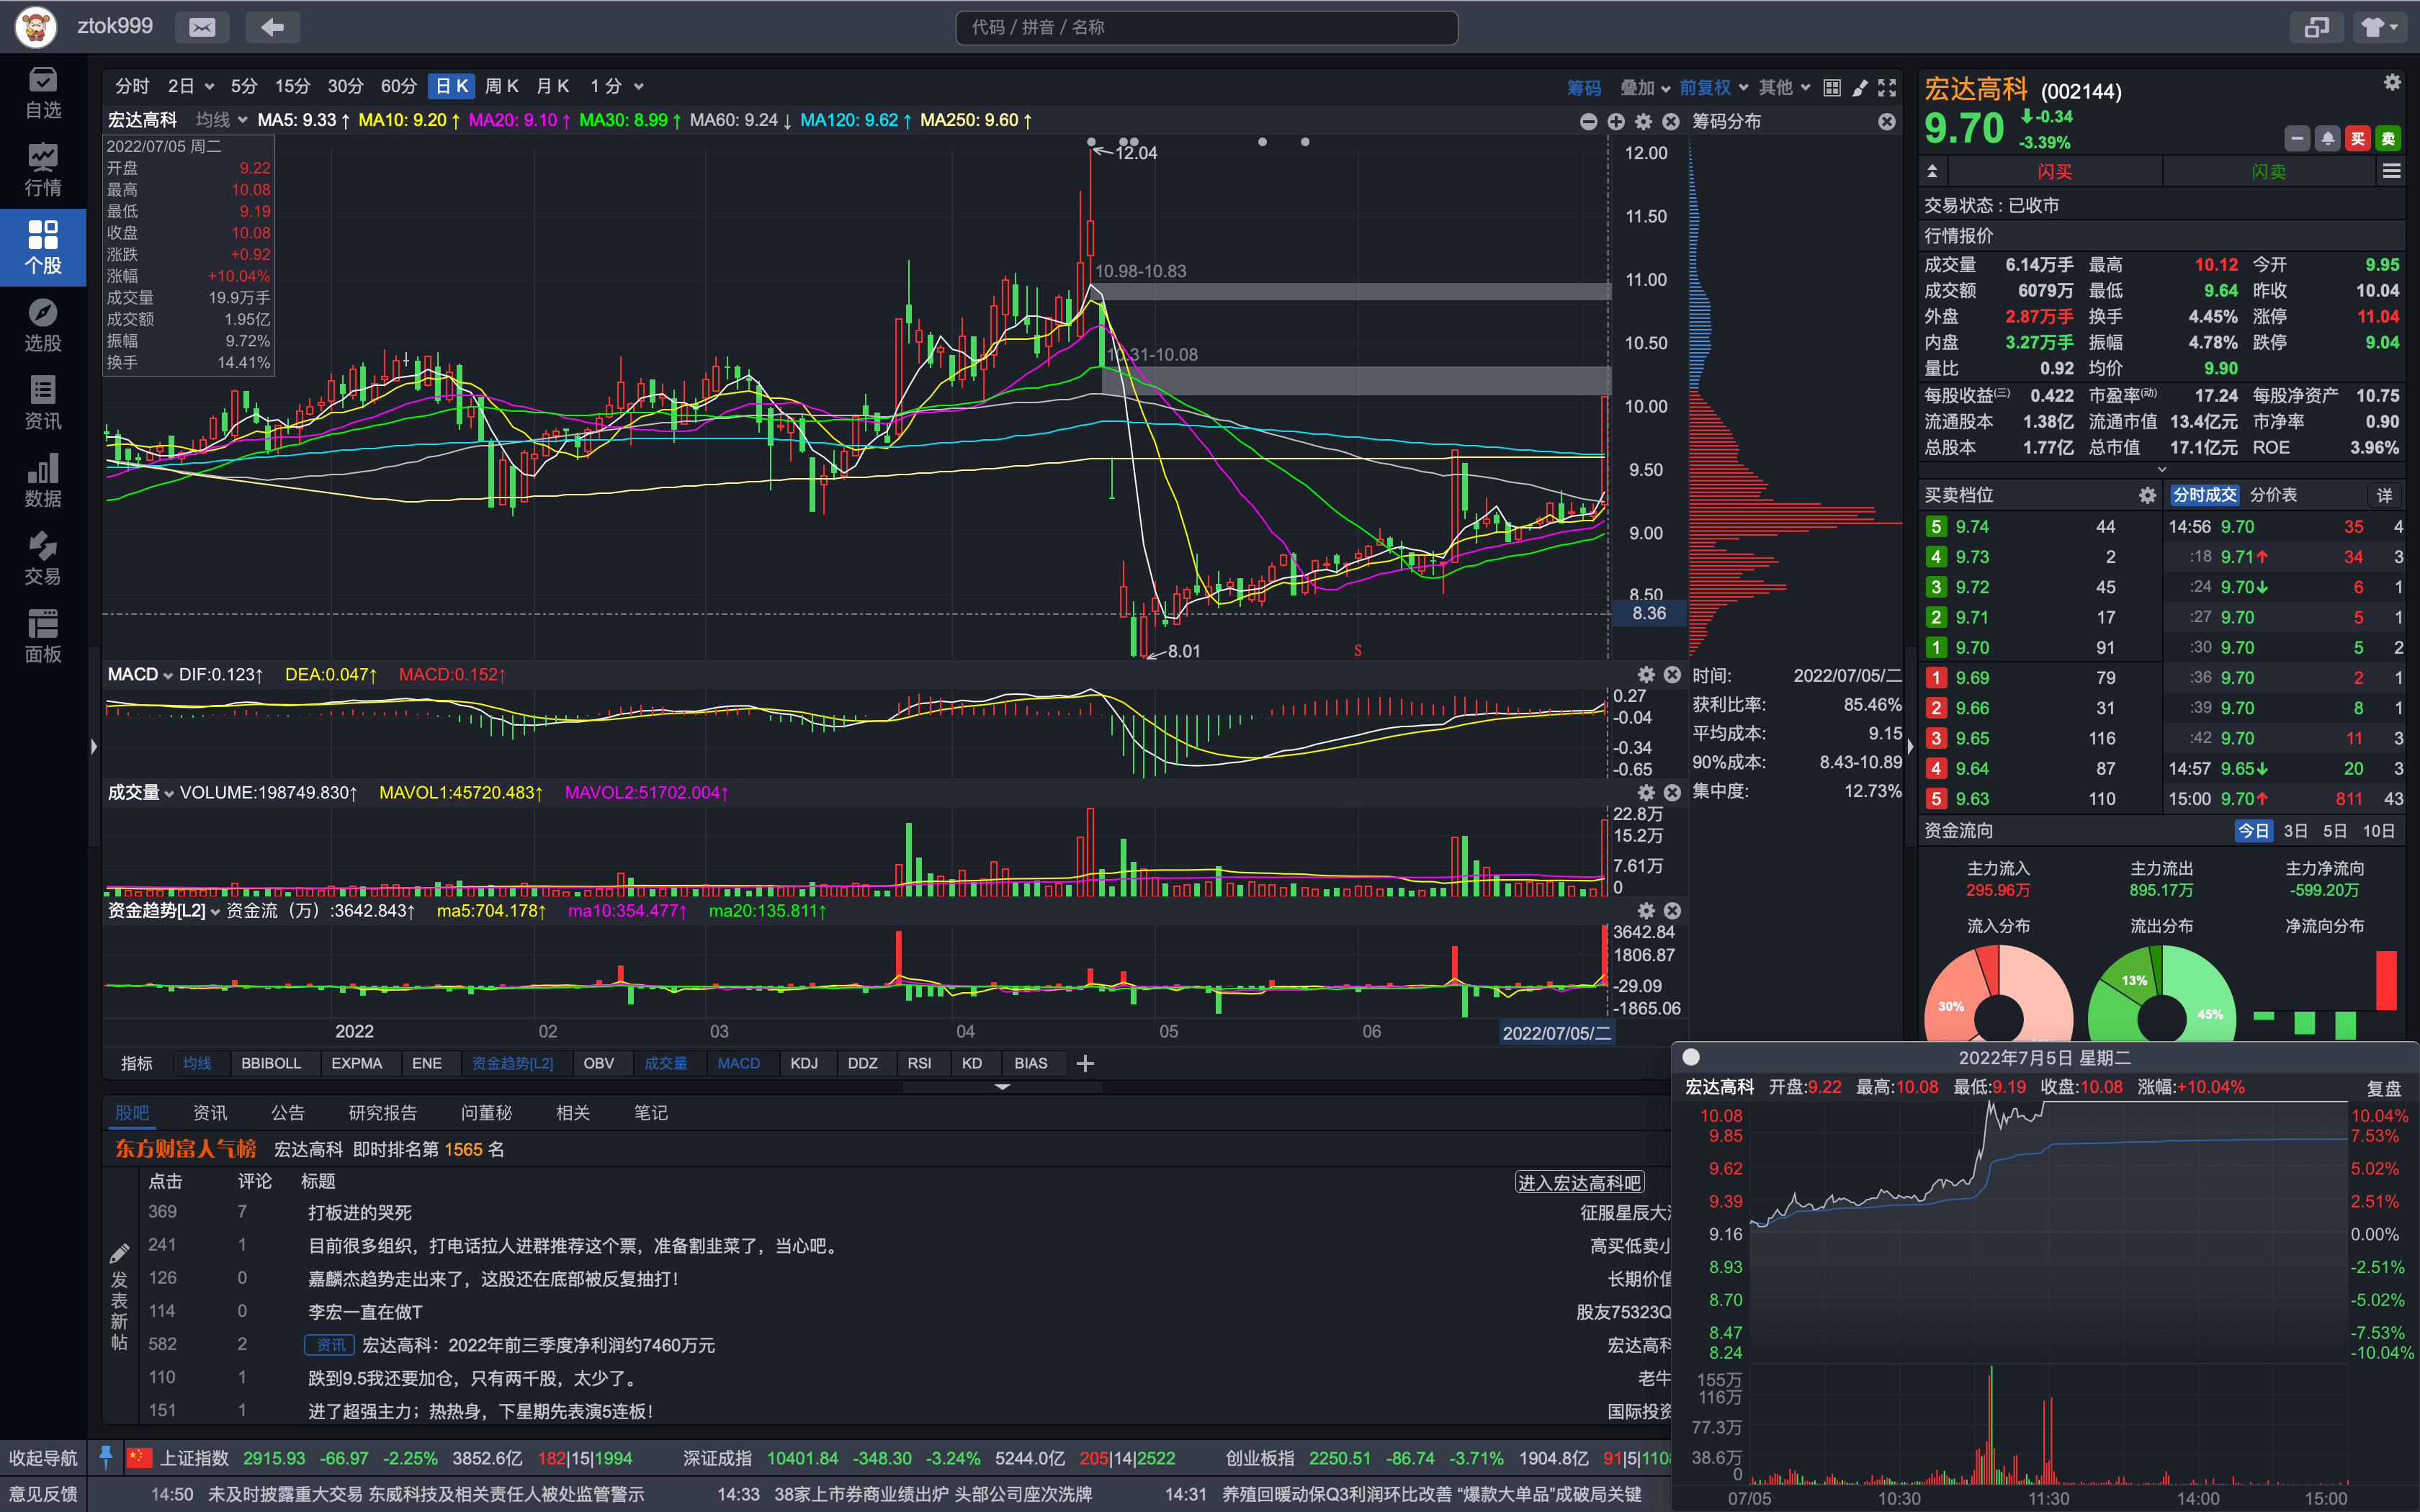 ztok999
代码 / 拼音 / 名称
自选
行情
个股
选股
资讯
数据
交易
面板
收起导航
意见反馈
分时 2日 5分 15分 30分 60分 日K 周K 月K 1分
筹码 叠加 前复权 其他
宏达高科 均线 MA5: 9.33↑ MA10: 9.20↑ MA20: 9.10↑ MA30: 8.99↑ MA60: 9.24↓ MA120: 9.62↑ MA250: 9.60↑
筹码分布
2022/07/05 周二
开盘 9.22
最高 10.08
最低 9.19
收盘 10.08
涨跌 +0.92
涨幅 +10.04%
成交量 19.9万手
成交额 1.95亿
振幅 9.72%
换手 14.41%
12.04
10.98-10.83
10.31-10.08
8.01
S
12.00
11.50
11.00
10.50
10.00
9.50
9.00
8.50
8.36
MACD DIF:0.123↑ DEA:0.047↑ MACD:0.152↑
0.27
-0.04
-0.34
-0.65
成交量 VOLUME:198749.830↑ MAVOL1:45720.483↑ MAVOL2:51702.004↑
22.8万
15.2万
7.61万
0
资金趋势[L2] 资金流（万）:3642.843↑ ma5:704.178↑ ma10:354.477↑ ma20:135.811↑
3642.84
1806.87
-29.09
-1865.06
2022 02 03 04 05 06 2022/07/05/二
时间: 2022/07/05/二
获利比率: 85.46%
平均成本: 9.15
90%成本: 8.43-10.89
集中度: 12.73%
指标 均线 BBIBOLL EXPMA ENE 资金趋势[L2] OBV 成交量 MACD KDJ DDZ RSI KD BIAS
股吧 资讯 公告 研究报告 问董秘 相关 笔记
东方财富人气榜 宏达高科 即时排名第 1565 名
点击 评论 标题 进入宏达高科吧
发表新帖
369 7 打板进的哭死 征服星辰大
241 1 目前很多组织，打电话拉人进群推荐这个票，准备割韭菜了，当心吧。 高买低卖小
126 0 嘉麟杰趋势走出来了，这股还在底部被反复抽打！ 长期价值
114 0 李宏一直在做T 股友75323Q
582 2 资讯 宏达高科：2022年前三季度净利润约7460万元 宏达高科
110 1 跌到9.5我还要加仓，只有两千股，太少了。 老牛
151 1 进了超强主力；热热身，下星期先表演5连板！ 国际投资
宏达高科 (002144)
9.70 -0.34
-3.39%
买 卖
闪买 闪卖
交易状态：已收市
行情报价
成交量 6.14万手 最高 10.12 今开 9.95
成交额 6079万 最低 9.64 昨收 10.04
外盘 2.87万手 换手 4.45% 涨停 11.04
内盘 3.27万手 振幅 4.78% 跌停 9.04
量比 0.92 均价 9.90
每股收益(三) 0.422 市盈率(动) 17.24 每股净资产 10.75
流通股本 1.38亿 流通市值 13.4亿元 市净率 0.90
总股本 1.77亿 总市值 17.1亿元 ROE 3.96%
买卖档位 分时成交 分价表 详
5 9.74 44 14:56 9.70 35 4
4 9.73 2 :18 9.71↑ 34 3
3 9.72 45 :24 9.70↓ 6 1
2 9.71 17 :27 9.70 5 1
1 9.70 91 :30 9.70 5 2
1 9.69 79 :36 9.70 2 1
2 9.66 31 :39 9.70 8 1
3 9.65 116 :42 9.70 11 3
4 9.64 87 14:57 9.65↓ 20 3
5 9.63 110 15:00 9.70↑ 811 43
资金流向 今日 3日 5日 10日
主力流入 主力流出 主力净流向
295.96万 895.17万 -599.20万
流入分布 流出分布 净流向分布
30% 13% 45%
2022年7月5日 星期二
宏达高科 开盘:9.22 最高:10.08 最低:9.19 收盘:10.08 涨幅:+10.04% 复盘
10.08 10.04%
9.85 7.53%
9.62 5.02%
9.39 2.51%
9.16 0.00%
8.93 -2.51%
8.70 -5.02%
8.47 -7.53%
8.24 -10.04%
155万
116万
77.3万
38.6万
0
07/05 10:30 11:30 14:00 15:00
上证指数 2915.93 -66.97 -2.25% 3852.6亿 182|15|1994 深证成指 10401.84 -348.30 -3.24% 5244.0亿 205|14|2522 创业板指 2250.51 -86.74 -3.71% 1904.8亿 91|5|110
14:50 未及时披露重大交易 东威科技及相关责任人被处监管警示 14:33 38家上市券商业绩出炉 头部公司座次洗牌 14:31 养殖回暖动保Q3利润环比改善 “爆款大单品”成破局关键